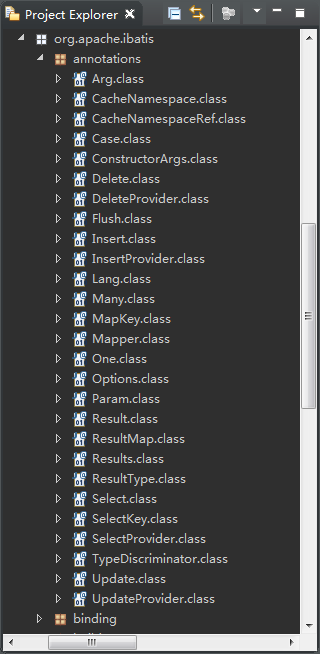 Project Explorer
org.apache.ibatis
annotations
Arg.class
CacheNamespace.class
CacheNamespaceRef.class
Case.class
ConstructorArgs.class
Delete.class
DeleteProvider.class
Flush.class
Insert.class
InsertProvider.class
Lang.class
Many.class
MapKey.class
Mapper.class
One.class
Options.class
Param.class
Result.class
ResultMap.class
Results.class
ResultType.class
Select.class
SelectKey.class
SelectProvider.class
TypeDiscriminator.class
Update.class
UpdateProvider.class
binding